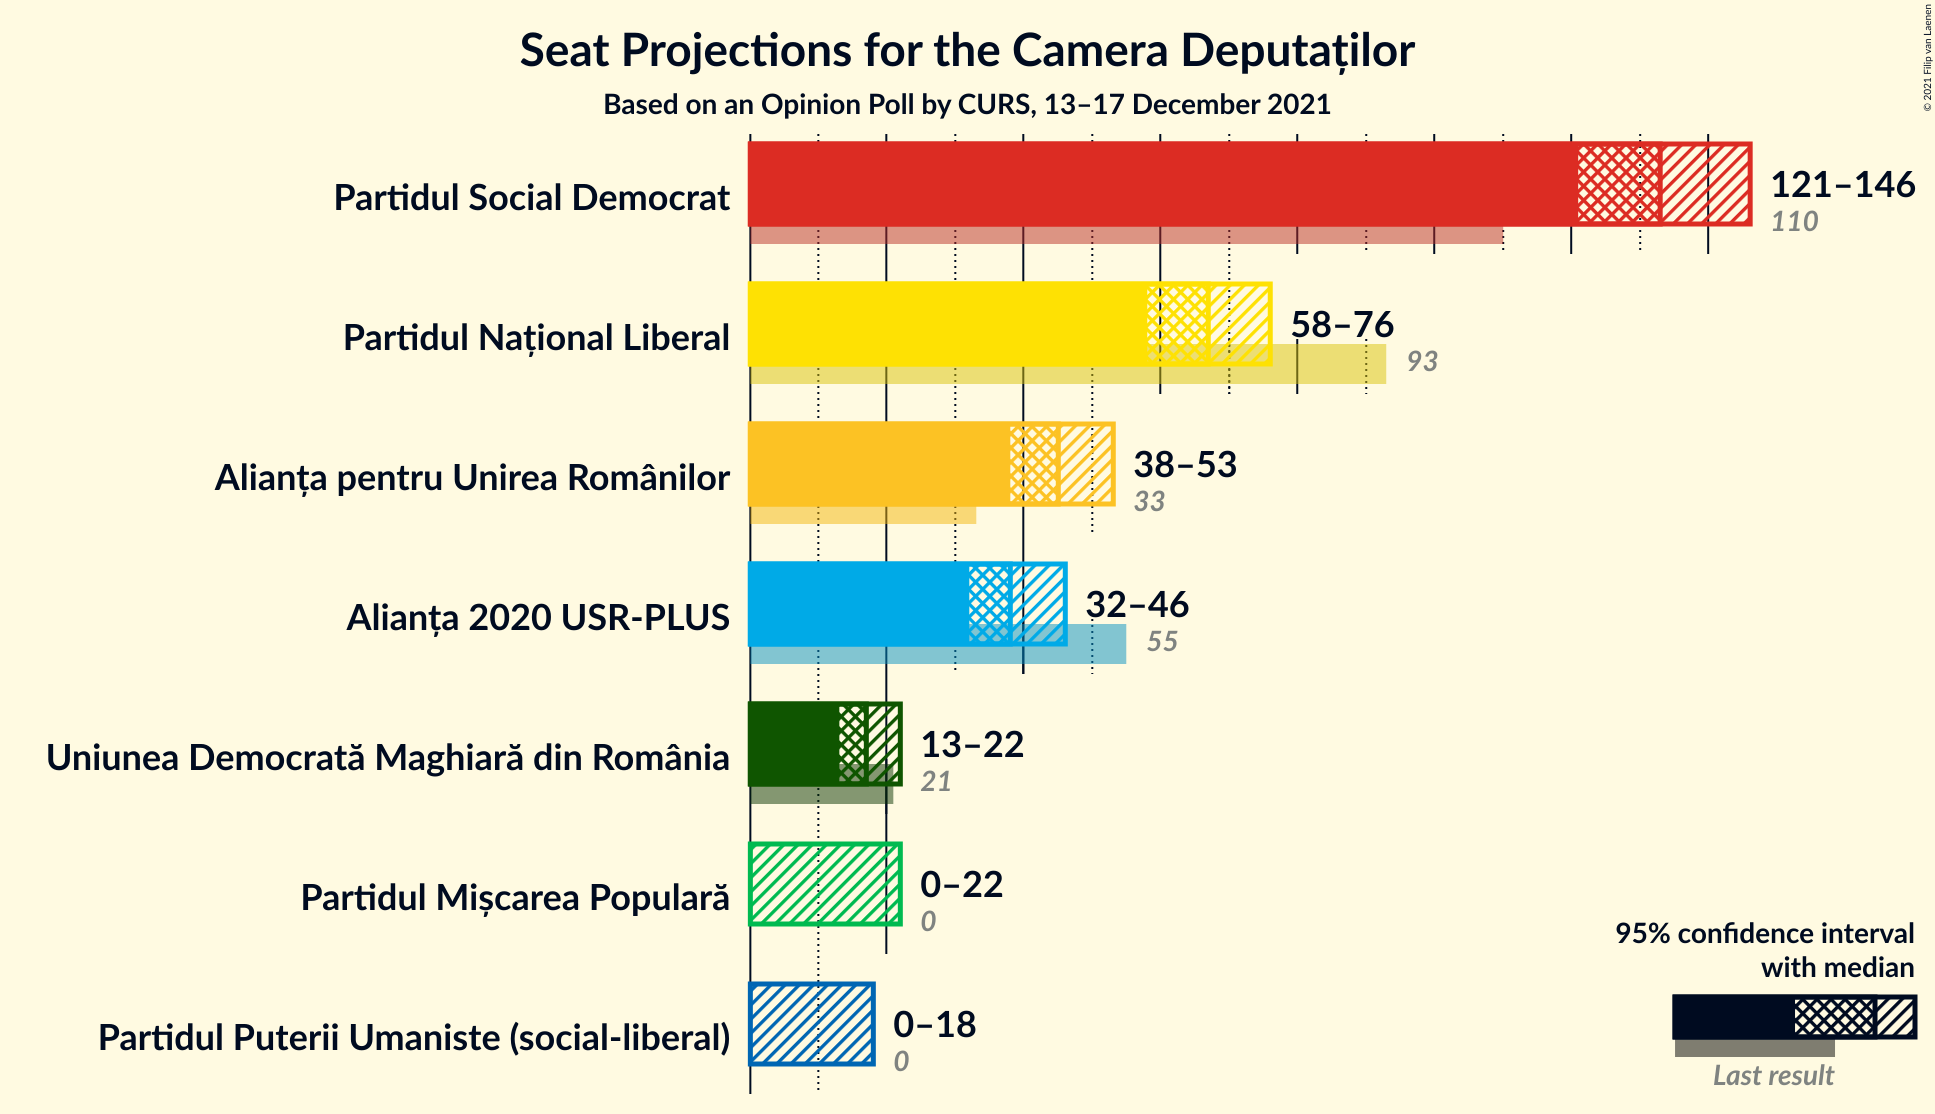 Seat Projections for the Camera Deputaților
Based on an Opinion Poll by CURS, 13–17 December 2021
© 2021 Filip van Laenen
Partidul Social Democrat
121–146
110
Partidul Național Liberal
58–76
93
Alianța pentru Unirea Românilor
38–53
33
Alianța 2020 USR-PLUS
32–46
55
Uniunea Democrată Maghiară din România
13–22
21
Partidul Mișcarea Populară
0–22
0
Partidul Puterii Umaniste (social-liberal)
0–18
0
95% confidence interval
with median
Last result